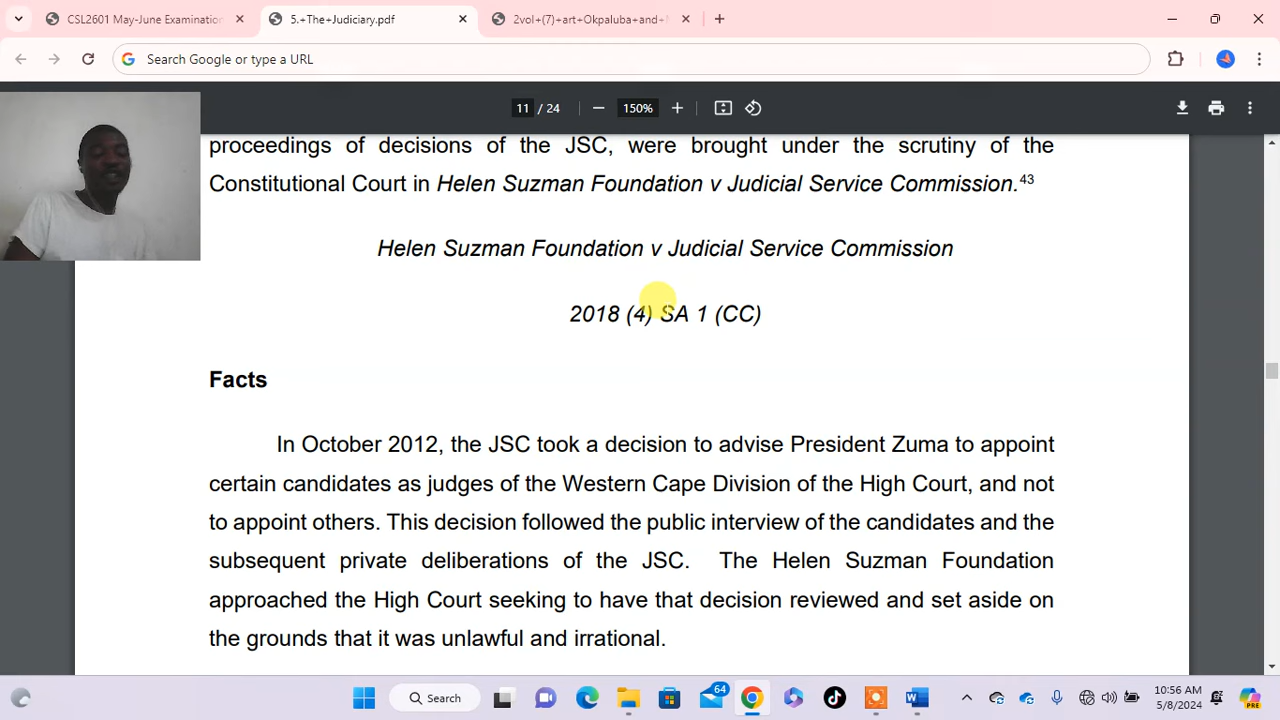 CSL2601 May-June Examination
5.+The+Judiciary.pdf
2vol+(7)+art+Okpaluba+and+
Search Google or type a URL
11 / 24
150%
proceedings of decisions of the JSC, were brought under the scrutiny of the
Constitutional Court in Helen Suzman Foundation v Judicial Service Commission.43
Helen Suzman Foundation v Judicial Service Commission
2018 (4) SA 1 (CC)
Facts
In October 2012, the JSC took a decision to advise President Zuma to appoint
certain candidates as judges of the Western Cape Division of the High Court, and not
to appoint others. This decision followed the public interview of the candidates and the
subsequent private deliberations of the JSC. The Helen Suzman Foundation
approached the High Court seeking to have that decision reviewed and set aside on
the grounds that it was unlawful and irrational.
Search
64
10:56 AM
5/8/2024
PRE